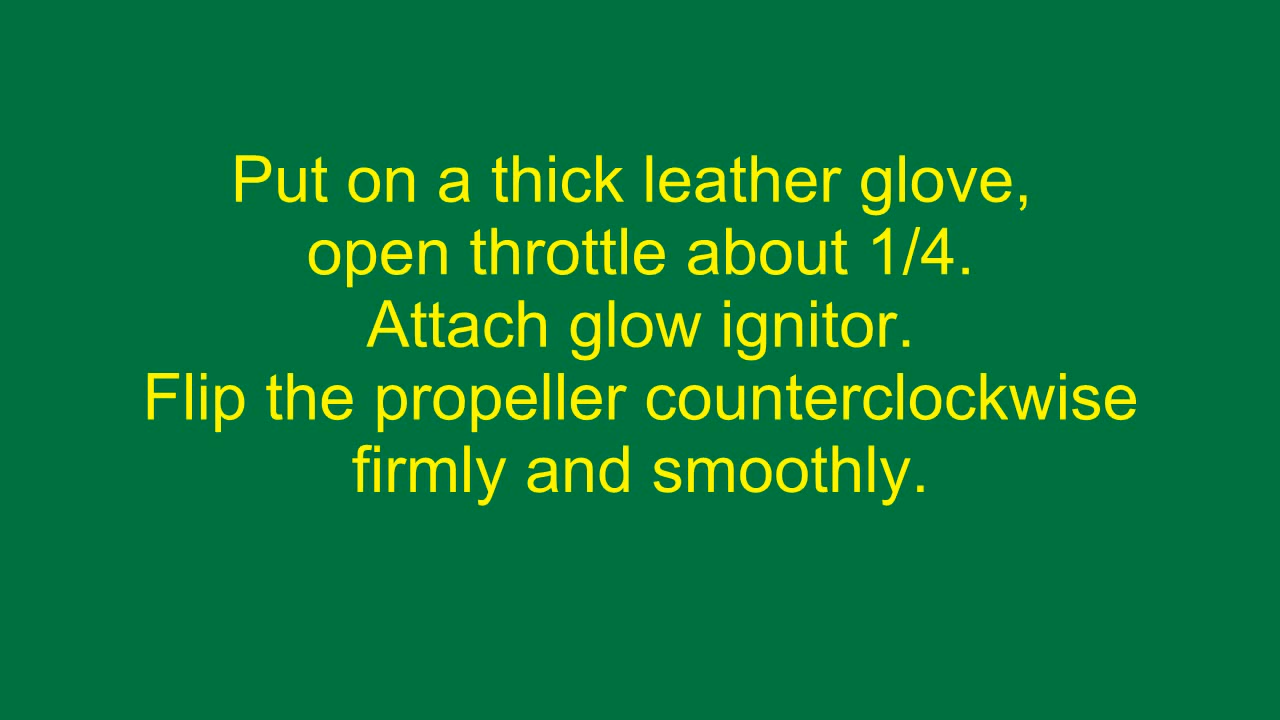 Put on a thick leather glove,
open throttle about 1/4.
Attach glow ignitor.
Flip the propeller counterclockwise
firmly and smoothly.